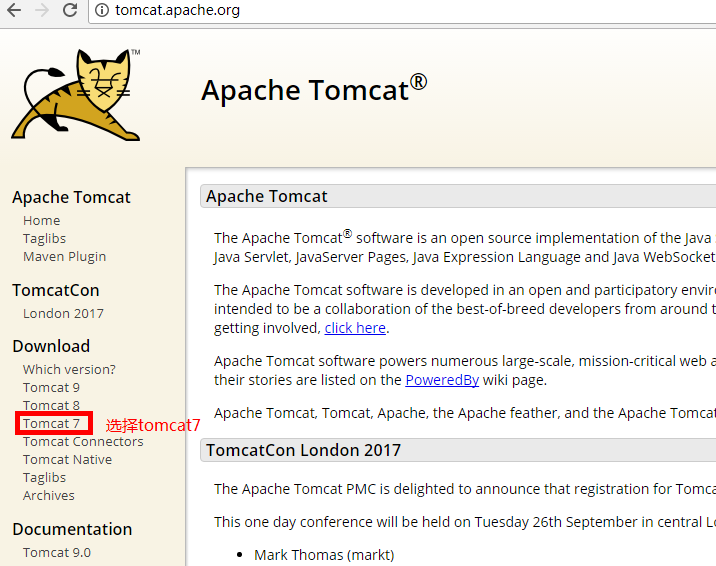 tomcat.apache.org
TM
Apache Tomcat®
Apache Tomcat
Home
Taglibs
Maven Plugin
TomcatCon
London 2017
Download
Which version?
Tomcat 9
Tomcat 8
Tomcat 7 选择tomcat7
Tomcat Connectors
Tomcat Native
Taglibs
Archives
Documentation
Tomcat 9.0
Apache Tomcat
The Apache Tomcat® software is an open source implementation of the Java
Java Servlet, JavaServer Pages, Java Expression Language and Java WebSocket
The Apache Tomcat software is developed in an open and participatory
intended to be a collaboration of the best-of-breed developers from around
getting involved, click here.
Apache Tomcat software powers numerous large-scale, mission-critical web
their stories are listed on the PoweredBy wiki page.
Apache Tomcat, Tomcat, Apache, the Apache feather, and the Apache Tomcat
TomcatCon London 2017
The Apache Tomcat PMC is delighted to announce that registration for
This one day conference will be held on Tuesday 26th September in central
• Mark Thomas (markt)